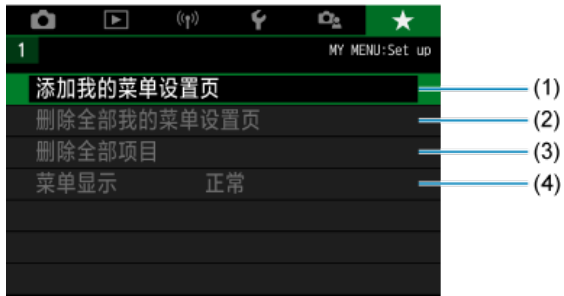 1 MY MENU:Set up
添加我的菜单设置页 (1)
删除全部我的菜单设置页 (2)
删除全部项目 (3)
菜单显示 正常 (4)